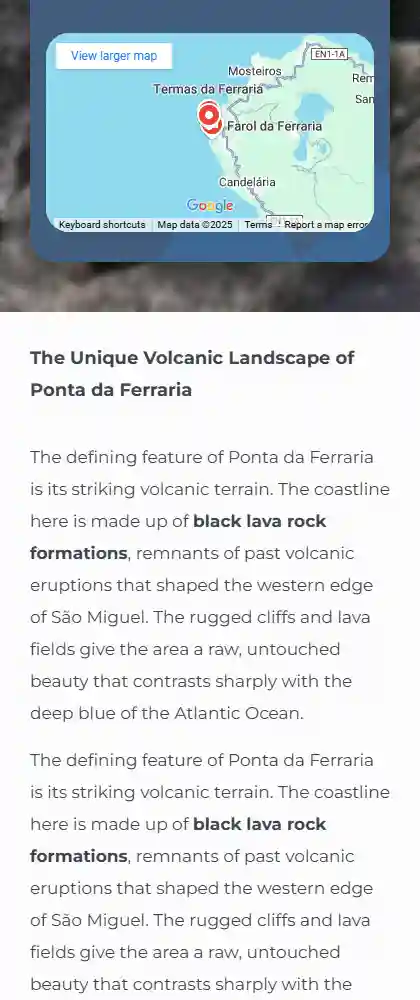 View larger map
EN1-1A
Mosteiros
Termas da Ferraria
Farol da Ferraria
Candelária
Google
Keyboard shortcuts
Map data ©2025
Terms
Report a map error
The Unique Volcanic Landscape of
Ponta da Ferraria
The defining feature of Ponta da Ferraria
is its striking volcanic terrain. The coastline
here is made up of black lava rock
formations, remnants of past volcanic
eruptions that shaped the western edge
of São Miguel. The rugged cliffs and lava
fields give the area a raw, untouched
beauty that contrasts sharply with the
deep blue of the Atlantic Ocean.
The defining feature of Ponta da Ferraria
is its striking volcanic terrain. The coastline
here is made up of black lava rock
formations, remnants of past volcanic
eruptions that shaped the western edge
of São Miguel. The rugged cliffs and lava
fields give the area a raw, untouched
beauty that contrasts sharply with the